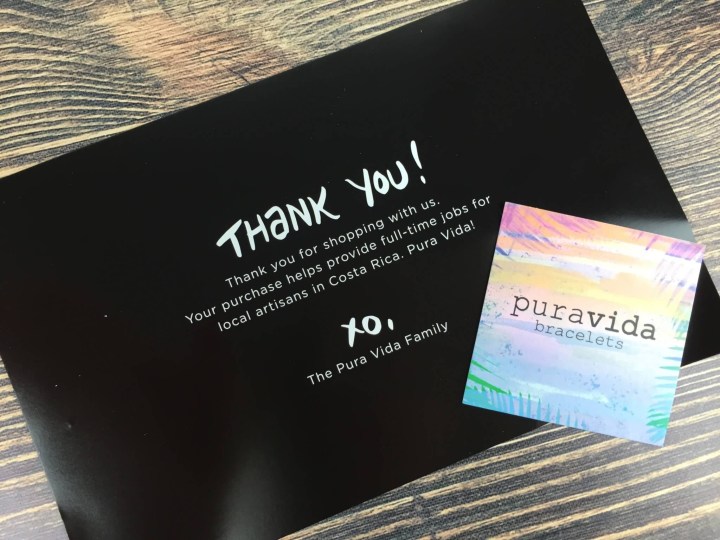 THANK YOU!
Thank you for shopping with us.
Your purchase helps provide full-time jobs for
local artisans in Costa Rica. Pura Vida!
xo,
The Pura Vida Family
puravida
bracelets